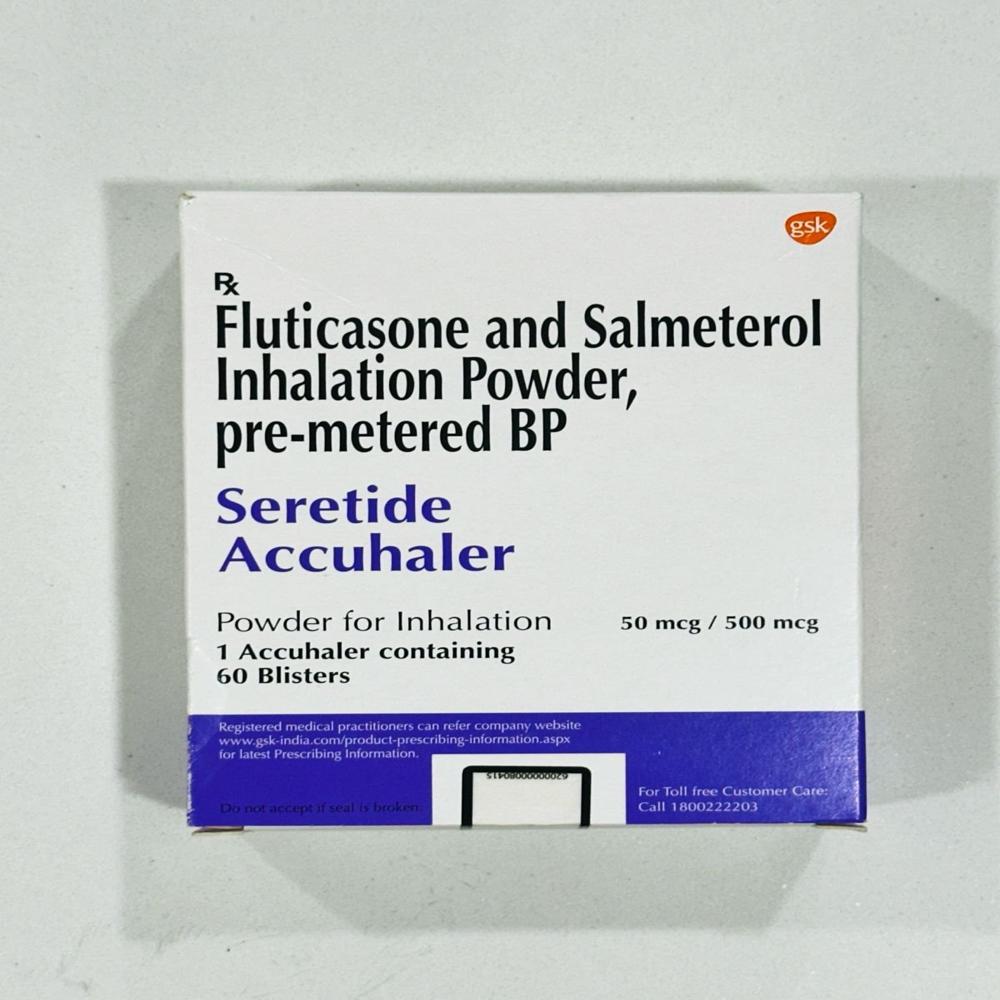 gsk
Rx
Fluticasone and Salmeterol
Inhalation Powder,
pre-metered BP
Seretide
Accuhaler
Powder for Inhalation 50 mcg / 500 mcg
1 Accuhaler containing
60 Blisters
Registered medical practitioners can refer company website
www.gsk-india.com/product-prescribing-information.aspx
for latest Prescribing Information.
Do not accept if seal is broken.
62000000080415
For Toll free Customer Care:
Call 1800222203